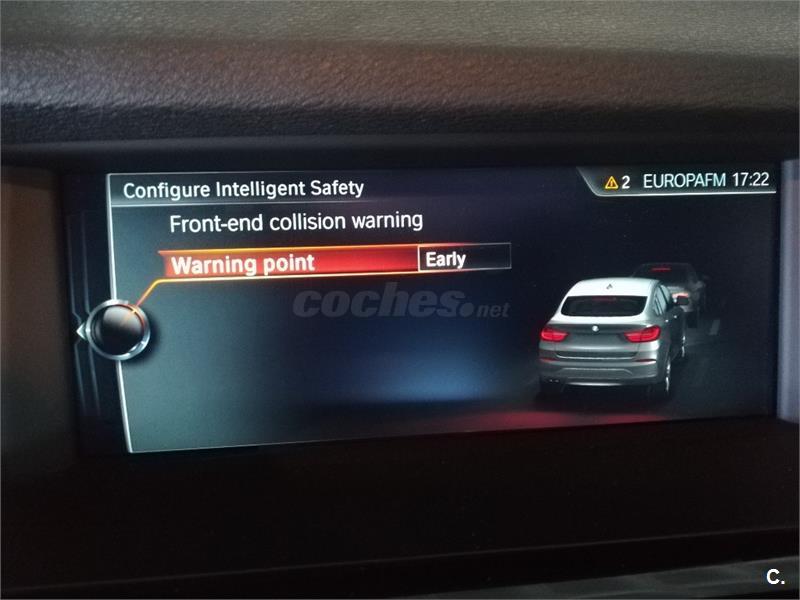 Configure Intelligent Safety
2 EUROPAFM 17:22
Front-end collision warning
Warning point Early
coches.net
C.